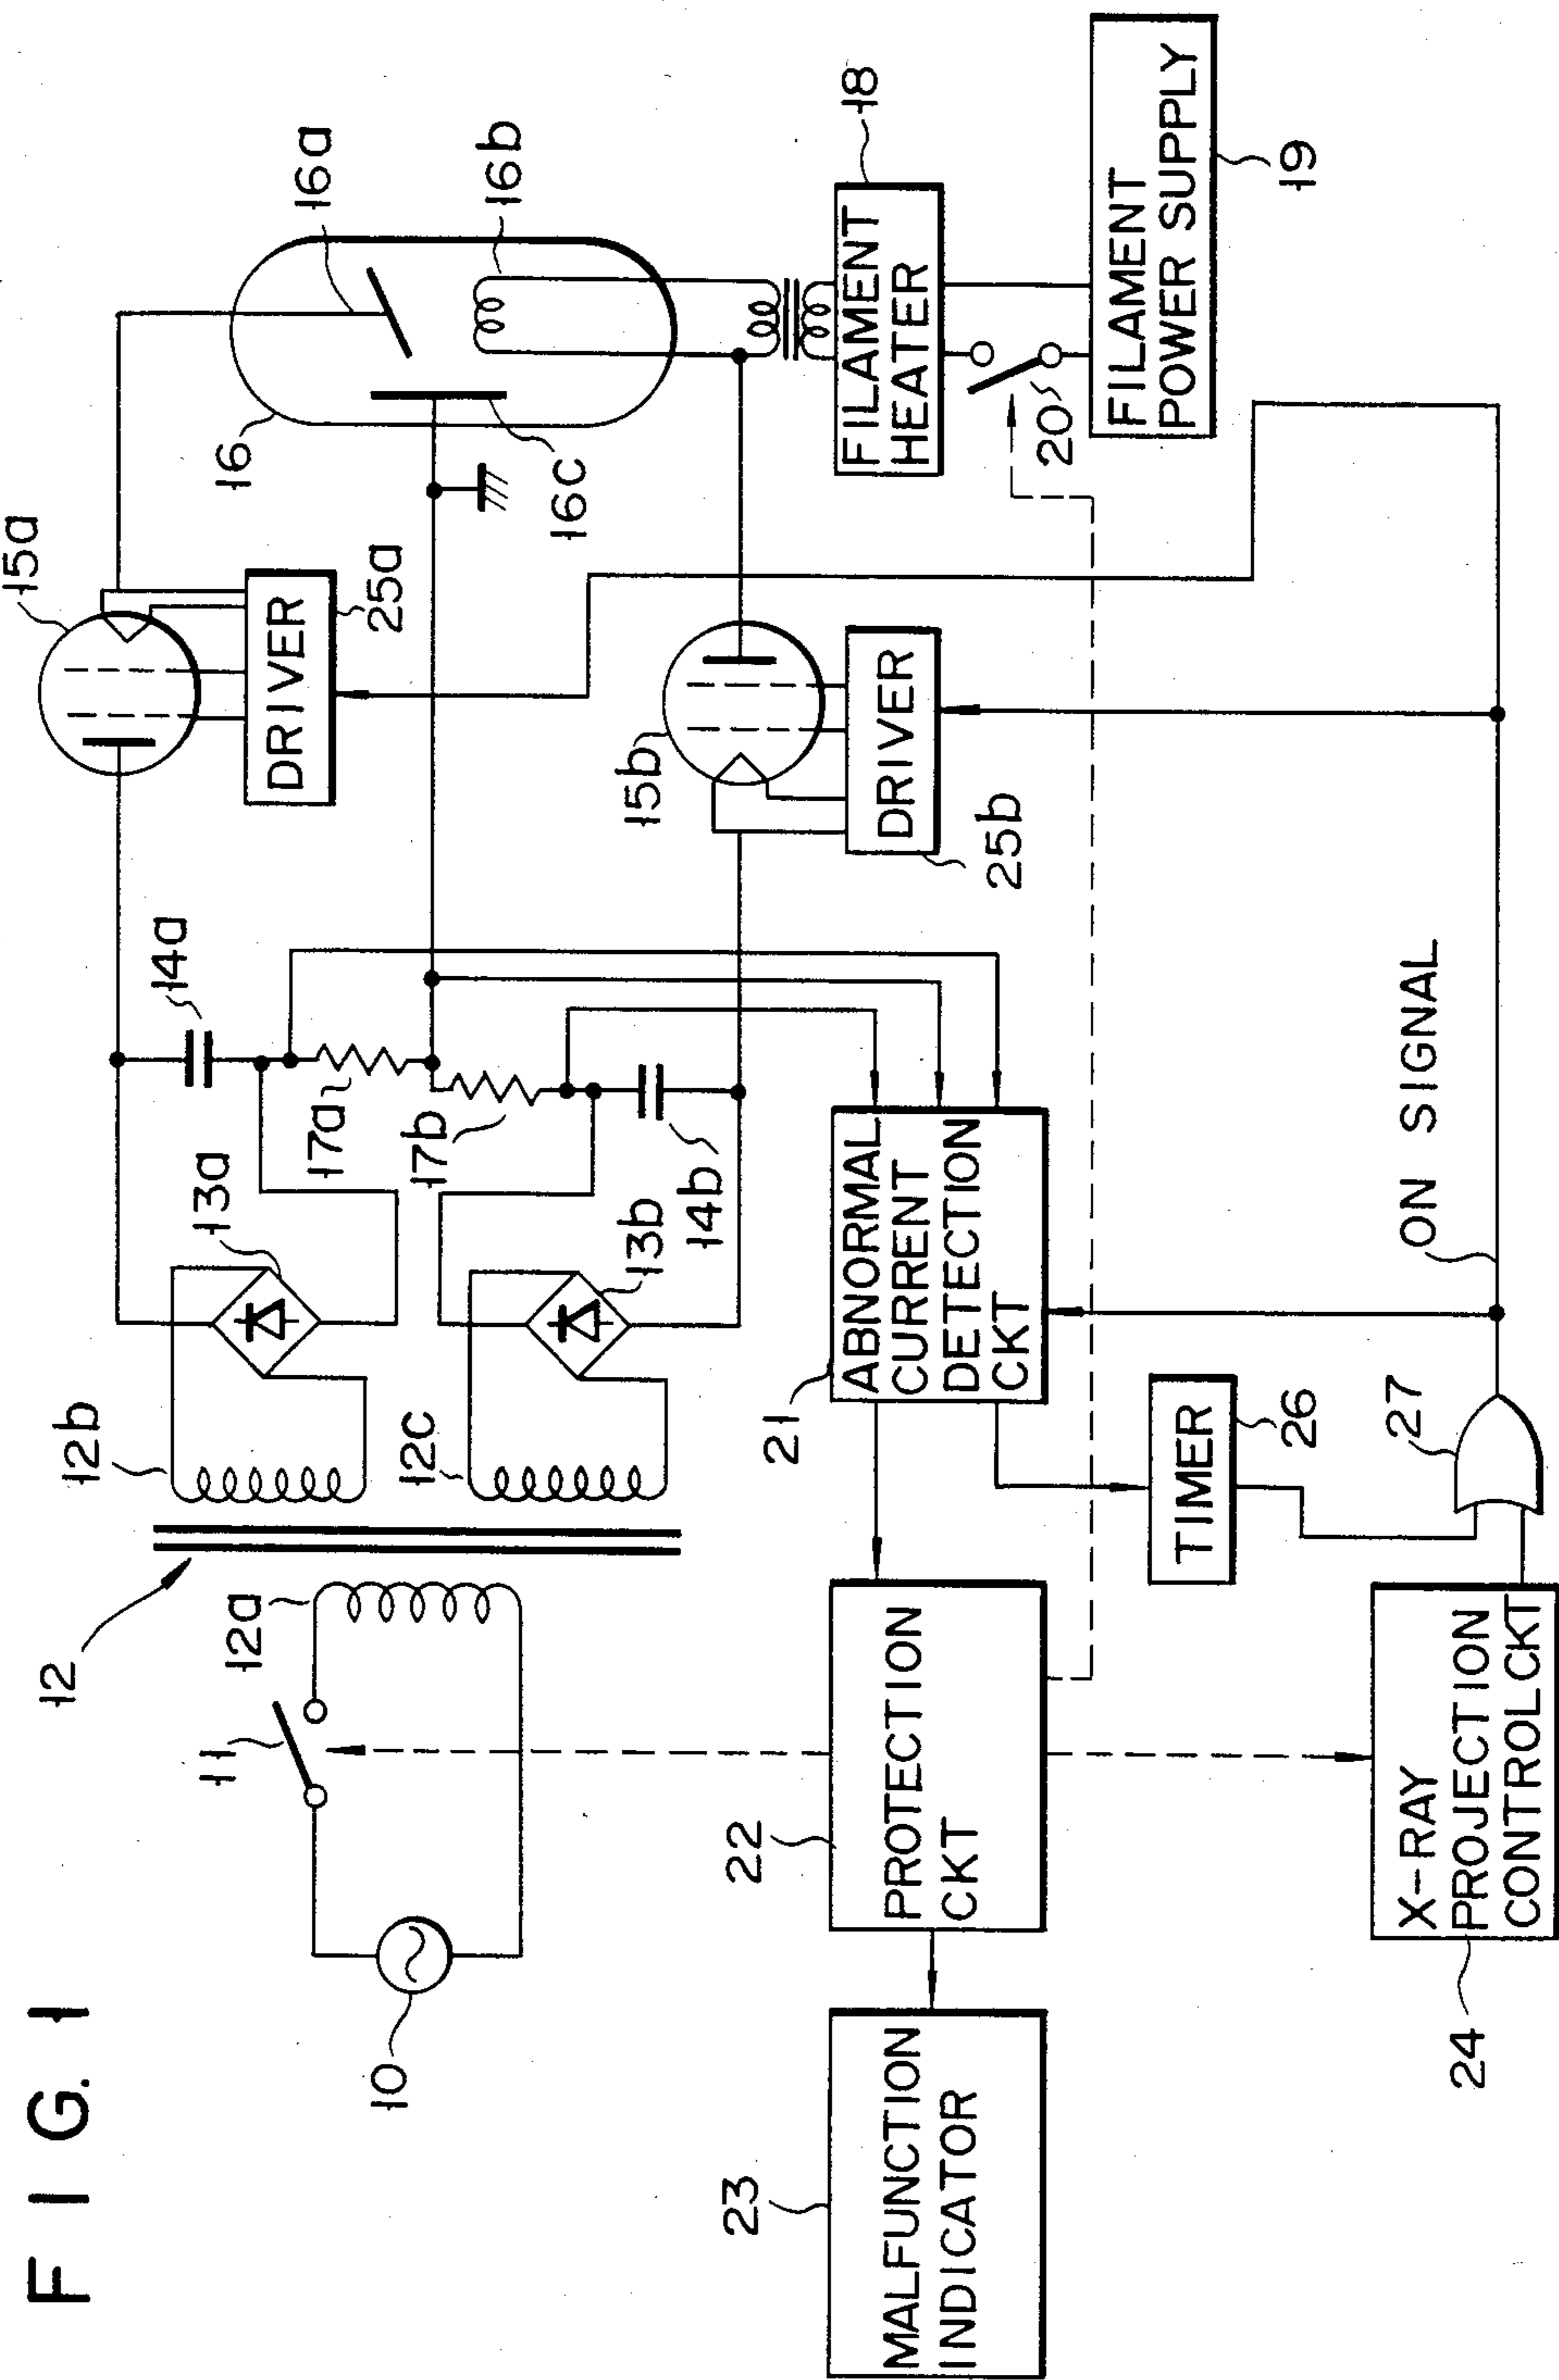 FIG. 1
10
11
12
12a
12b
12c
13a
13b
14a
14b
17a
17b
15a
15b
DRIVER
25a
DRIVER
25b
16
16a
16b
16c
FILAMENT
HEATER
18
20
FILAMENT
POWER SUPPLY
19
MALFUNCTION
INDICATOR
23
PROTECTION
CKT
22
ABNORMAL
CURRENT
DETECTION
CKT
21
TIMER
26
27
ON SIGNAL
X-RAY
PROJECTION
CONTROLCKT
24